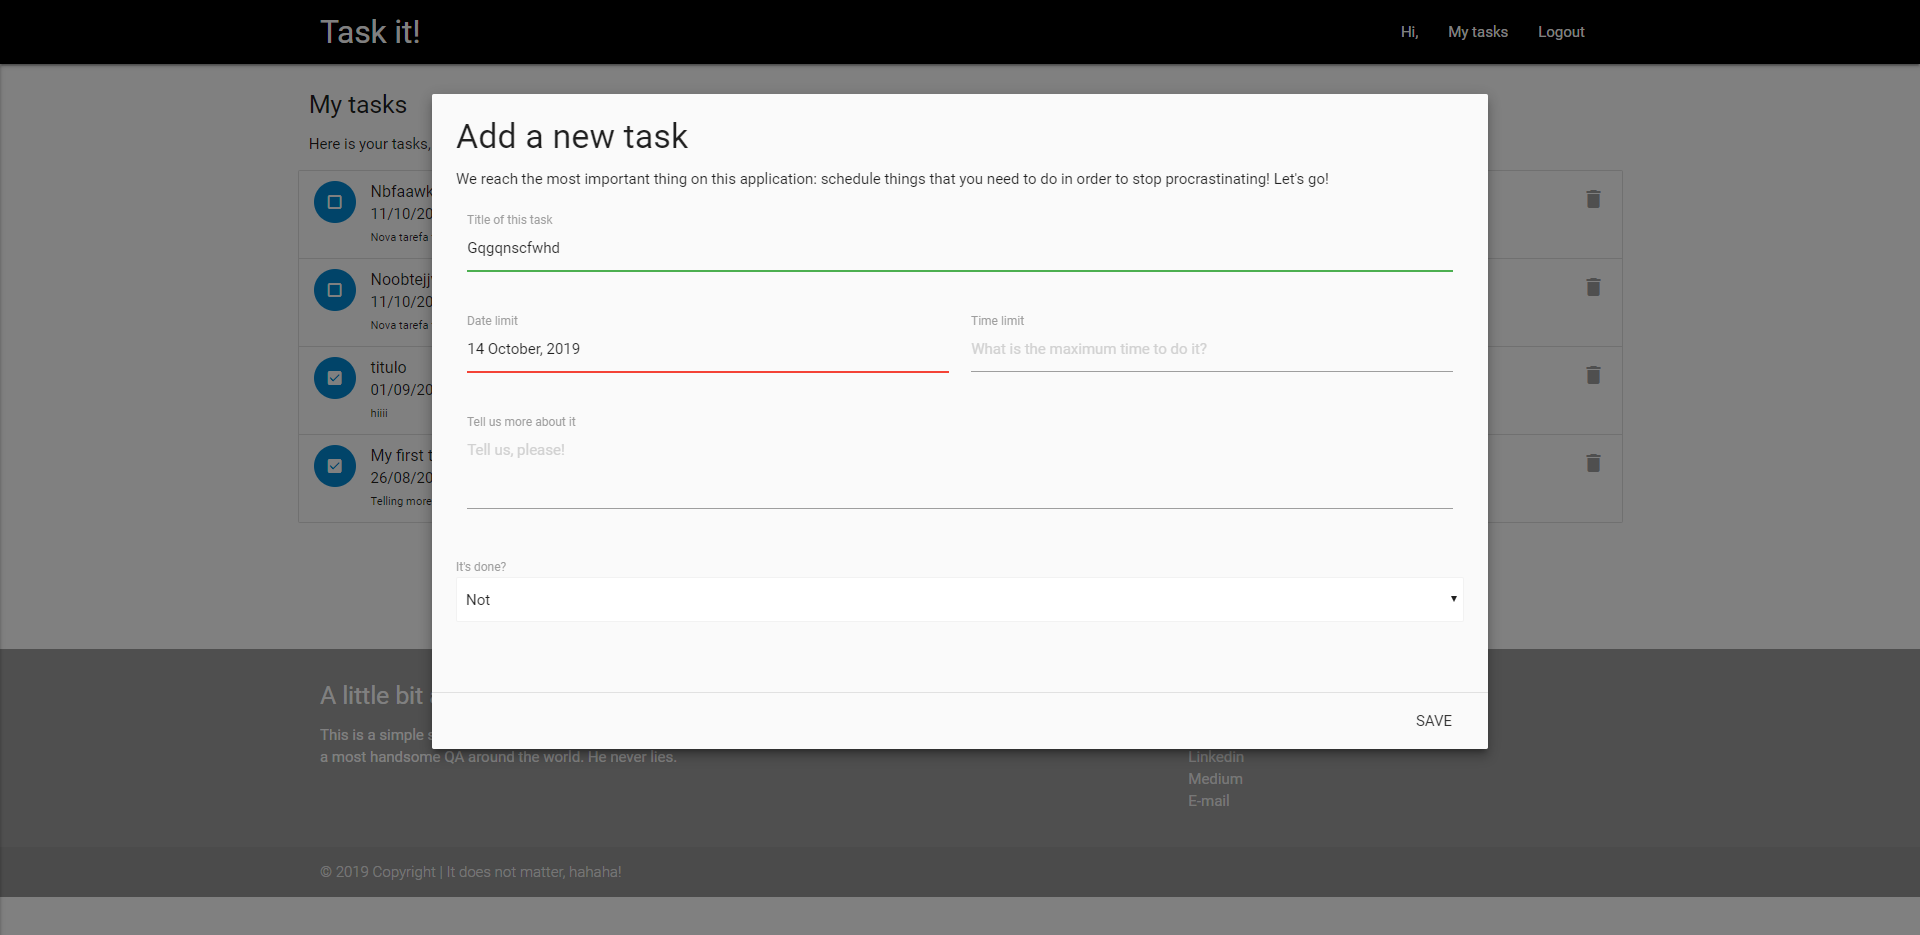 Task it!
Hi,
My tasks
Logout
My tasks
Here is your tasks,
11/10/20
Nova tarefa
11/10/20
Nova tarefa
titulo
01/09/20
hiiii
My first
26/08/20
Telling more
Add a new task
We reach the most important thing on this application: schedule things that you need to do in order to stop procrastinating! Let's go!
Title of this task
Gqgqnscfwhd
Date limit
14 October, 2019
Time limit
What is the maximum time to do it?
Tell us more about it
Tell us, please!
It's done?
Not
SAVE
A little bit
This is a simple
a most handsome QA around the world. He never lies.
Linkedin
Medium
E-mail
© 2019 Copyright | It does not matter, hahaha!